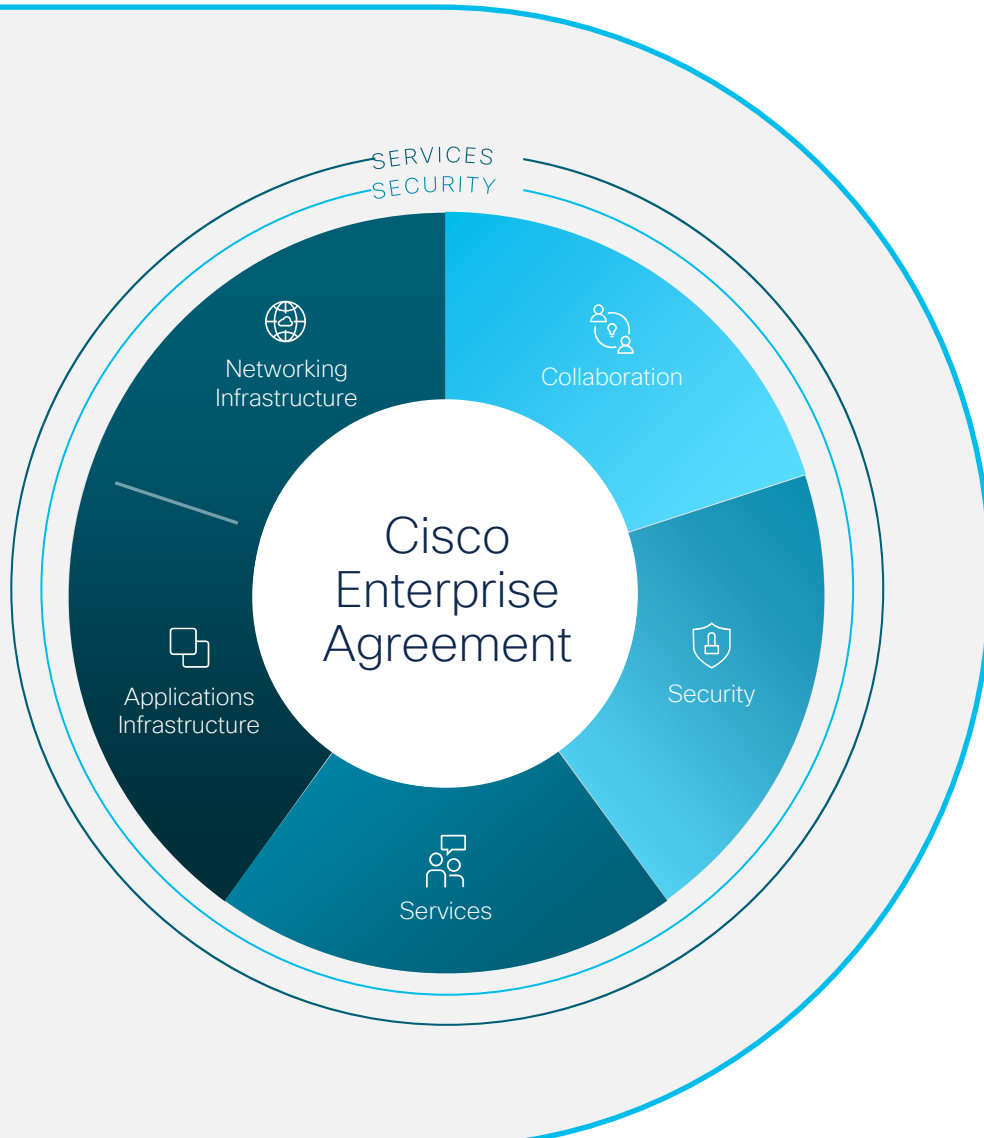 SERVICES
SECURITY
Networking
Infrastructure
Collaboration
Cisco
Enterprise
Agreement
Applications
Infrastructure
Security
Services